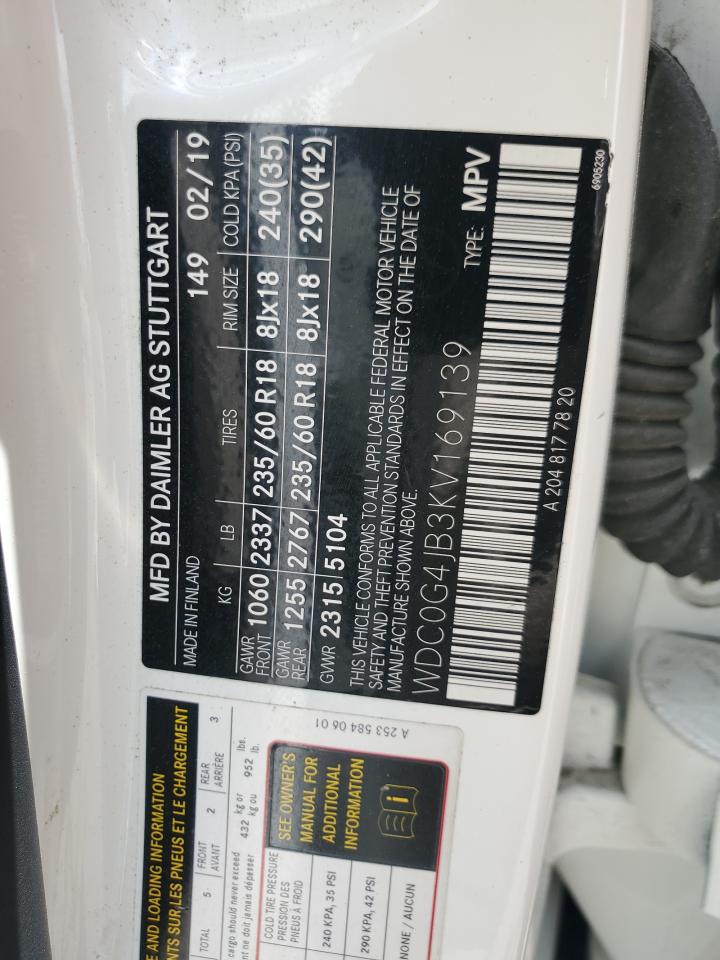 MFD BY DAIMLER AG STUTTGART
MADE IN FINLAND 149 02/19
KG LB TIRES RIM SIZE COLD KPA (PSI)
GAWR FRONT 1060 2337 235/60 R18 8Jx18 240(35)
GAWR REAR 1255 2767 235/60 R18 8Jx18 290(42)
GVWR 2315 5104
THIS VEHICLE CONFORMS TO ALL APPLICABLE FEDERAL MOTOR VEHICLE
SAFETY AND THEFT PREVENTION STANDARDS IN EFFECT ON THE DATE OF
MANUFACTURE SHOWN ABOVE.
WDC0G4JB3KV169139 TYPE: MPV
A 204 817 78 20
6905230
E AND LOADING INFORMATION
NTS SUR LES PNEUS ET LE CHARGEMENT
TOTAL 5 FRONT AVANT 2 REAR ARRIÈRE 3
cargo should never exceed 432 kg or 952 lbs.
nt ne doit jamais dépasser kg ou lb.
COLD TIRE PRESSURE
PRESSION DES
PNEUS À FROID
240 KPA, 35 PSI
290 KPA, 42 PSI
NONE / AUCUN
SEE OWNER'S
MANUAL FOR
ADDITIONAL
INFORMATION
i
A 253 584 06 01